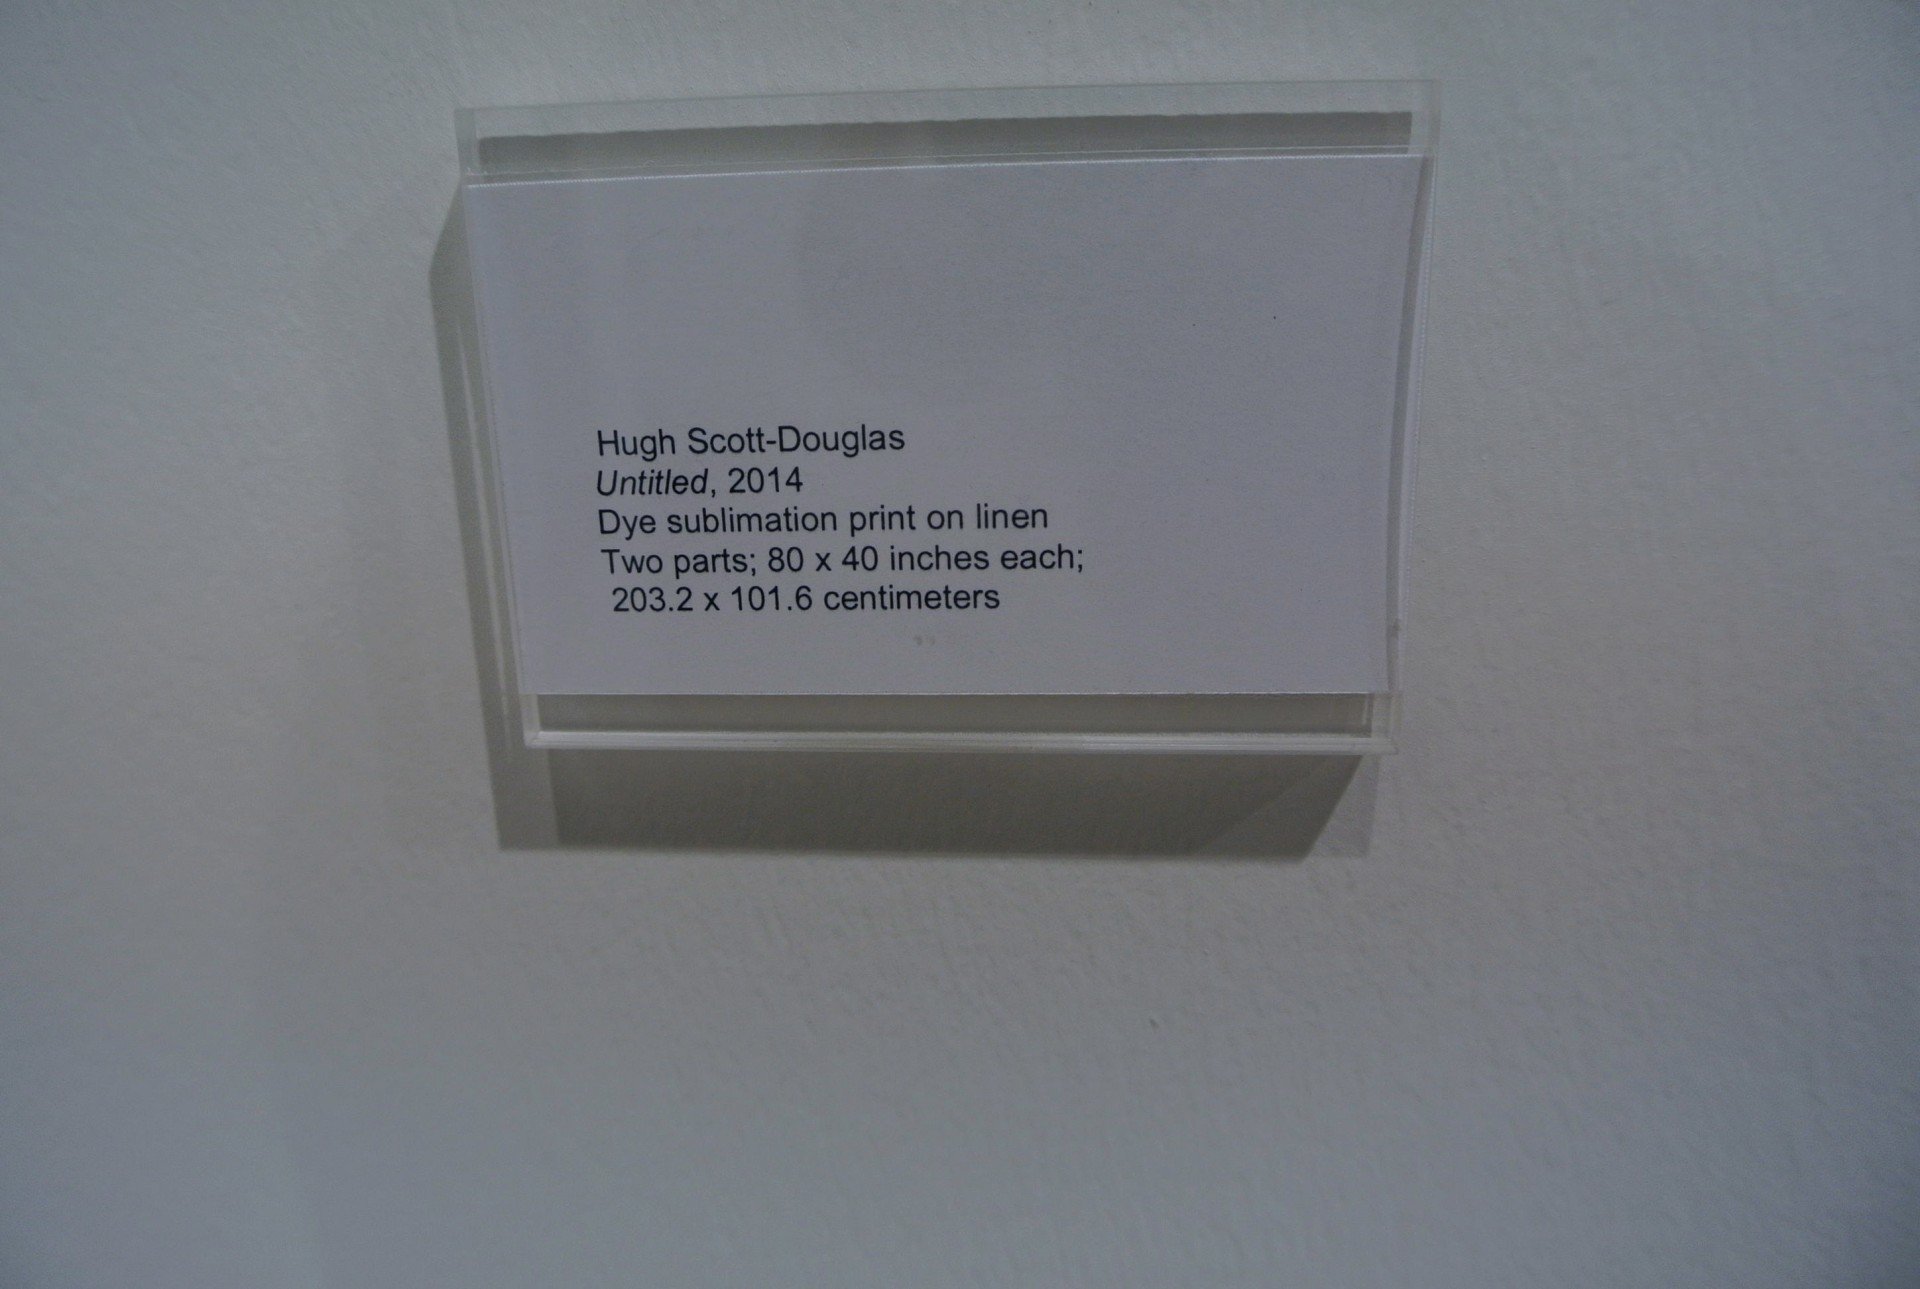 Hugh Scott-Douglas
Untitled, 2014
Dye sublimation print on linen
Two parts; 80 x 40 inches each;
203.2 x 101.6 centimeters